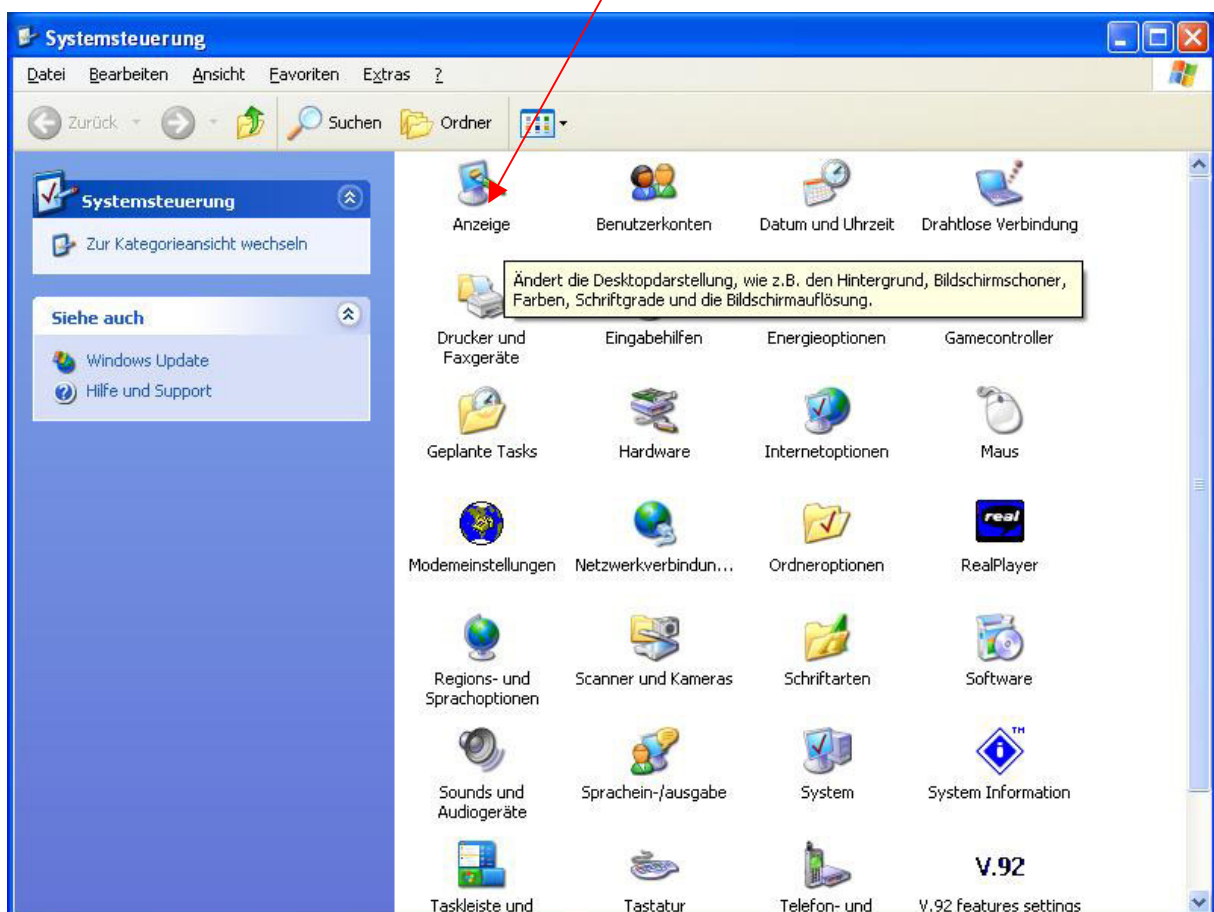 Systemsteuerung
Datei Bearbeiten Ansicht Favoriten Extras ?
Zurück Suchen Ordner
Systemsteuerung
Zur Kategorieansicht wechseln
Siehe auch
Windows Update
Hilfe und Support
Anzeige Benutzerkonten Datum und Uhrzeit Drahtlose Verbindung
Ändert die Desktopdarstellung, wie z.B. den Hintergrund, Bildschirmschoner,
Farben, Schriftgrade und die Bildschirmauflösung.
Drucker und Eingabehilfen Energieoptionen Gamecontroller
Faxgeräte
Geplante Tasks Hardware Internetoptionen Maus
real
Modemeinstellungen Netzwerkverbindun... Ordneroptionen RealPlayer
Regions- und Scanner und Kameras Schriftarten Software
Sprachoptionen
TM
i
Sounds und Sprachein-/ausgabe System System Information
Audiogeräte
V.92
Taskleiste und Tastatur Telefon- und V.92 features settings